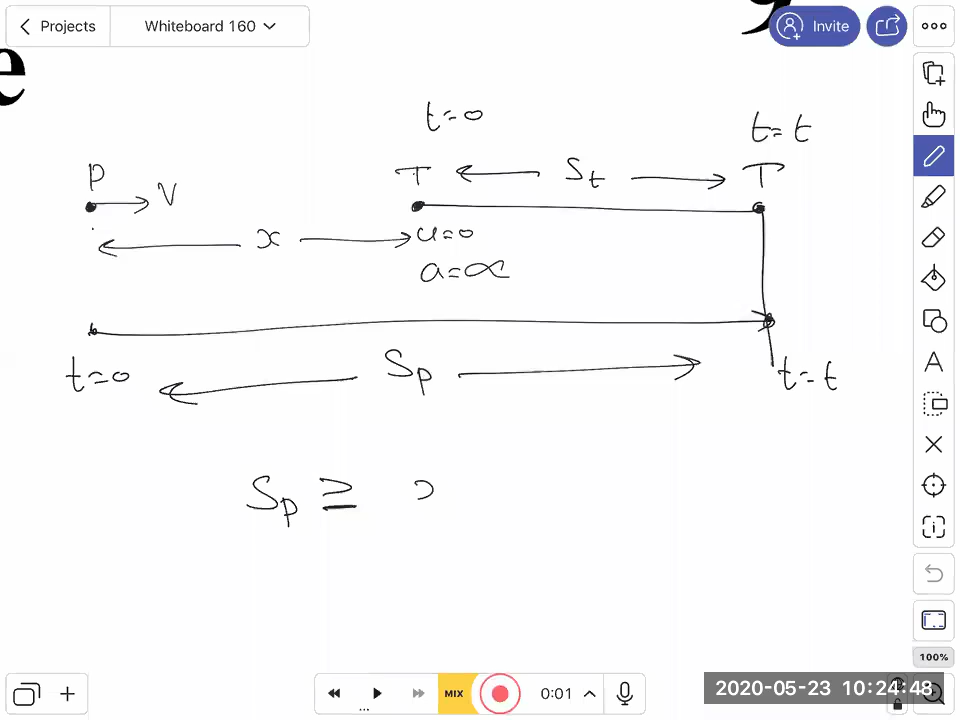 Projects
Whiteboard 160
Invite
e
t=0
t=t
P
T
St
T
V
x
u=0
a=∝
t=0
Sp
t=t
Sp ≥
A
100%
MIX
0:01
2020-05-23 10:24:48